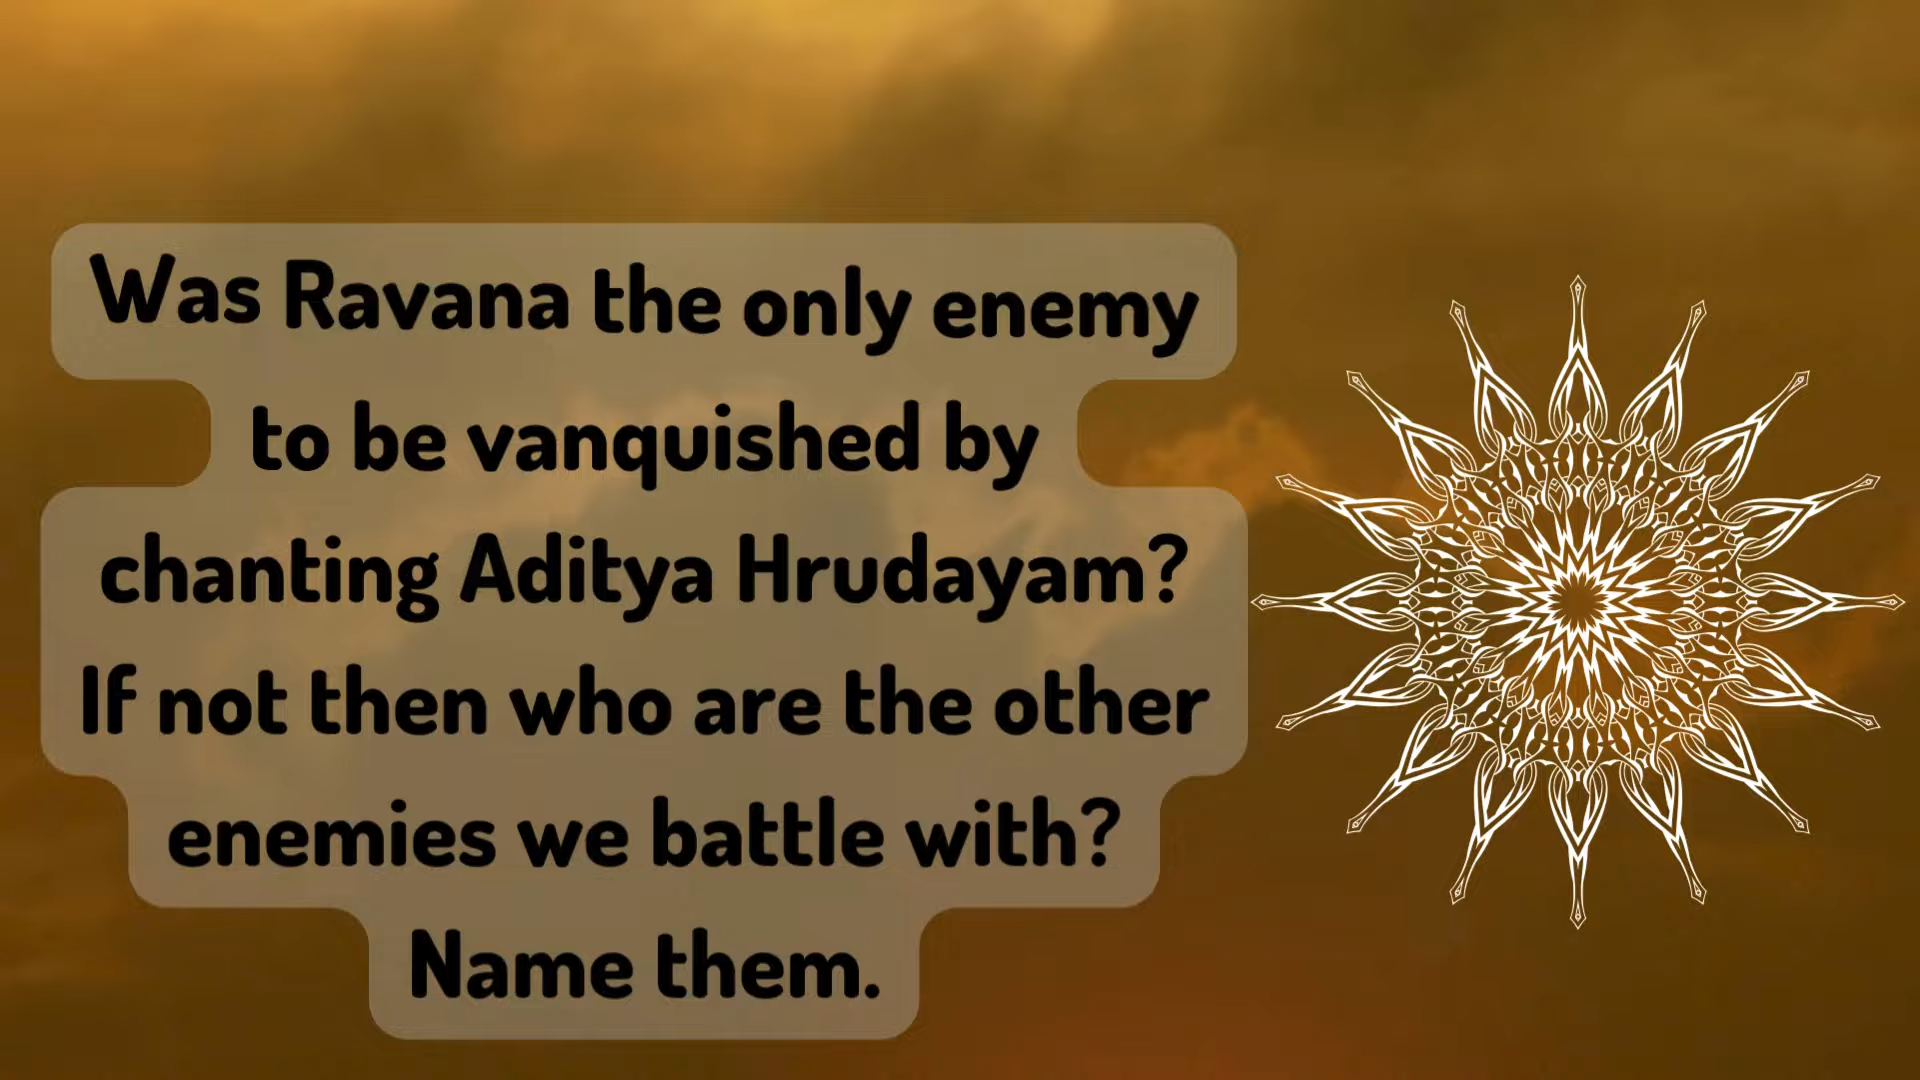 Was Ravana the only enemy
to be vanquished by
chanting Aditya Hrudayam?
If not then who are the other
enemies we battle with?
Name them.